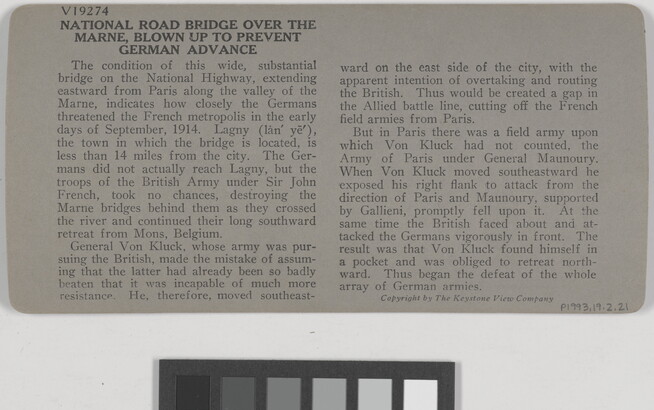 V19274
NATIONAL ROAD BRIDGE OVER THE
MARNE, BLOWN UP TO PREVENT
GERMAN ADVANCE
The condition of this wide, substantial
bridge on the National Highway, extending
eastward from Paris along the valley of the
Marne, indicates how closely the Germans
threatened the French metropolis in the early
days of September, 1914. Lagny (län′ yē′),
the town in which the bridge is located, is
less than 14 miles from the city. The Ger-
mans did not actually reach Lagny, but the
troops of the British Army under Sir John
French, took no chances, destroying the
Marne bridges behind them as they crossed
the river and continued their long southward
retreat from Mons, Belgium.
General Von Kluck, whose army was pur-
suing the British, made the mistake of assum-
ing that the latter had already been so badly
beaten that it was incapable of much more
resistance. He, therefore, moved southeast-
ward on the east side of the city, with the
apparent intention of overtaking and routing
the British. Thus would be created a gap in
the Allied battle line, cutting off the French
field armies from Paris.
But in Paris there was a field army upon
which Von Kluck had not counted, the
Army of Paris under General Maunoury.
When Von Kluck moved southeastward he
exposed his right flank to attack from the
direction of Paris and Maunoury, supported
by Gallieni, promptly fell upon it. At the
same time the British faced about and at-
tacked the Germans vigorously in front. The
result was that Von Kluck found himself in
a pocket and was obliged to retreat north-
ward. Thus began the defeat of the whole
array of German armies.
Copyright by The Keystone View Company
P1993.19.2.21